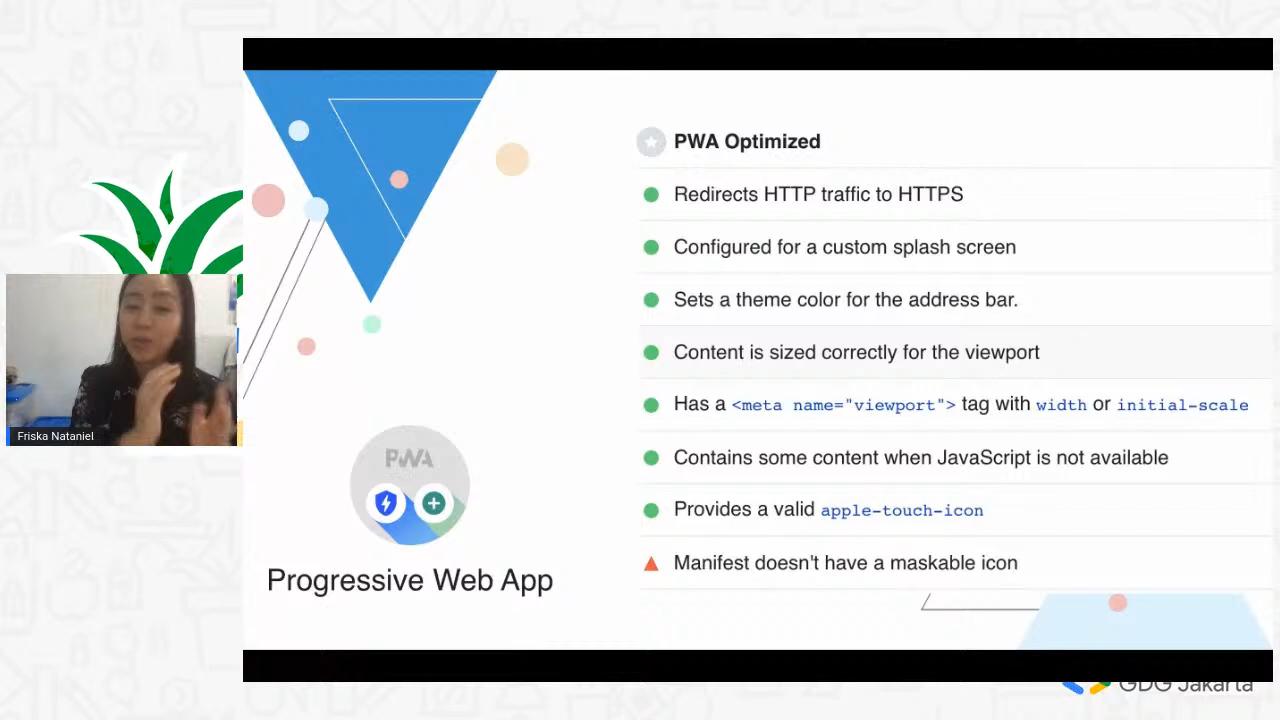 PWA Optimized
Redirects HTTP traffic to HTTPS
Configured for a custom splash screen
Sets a theme color for the address bar.
Content is sized correctly for the viewport
Has a <meta name="viewport"> tag with width or initial-scale
Contains some content when JavaScript is not available
Provides a valid apple-touch-icon
Manifest doesn't have a maskable icon
PWA
Progressive Web App
Friska Nataniel
GDG Jakarta